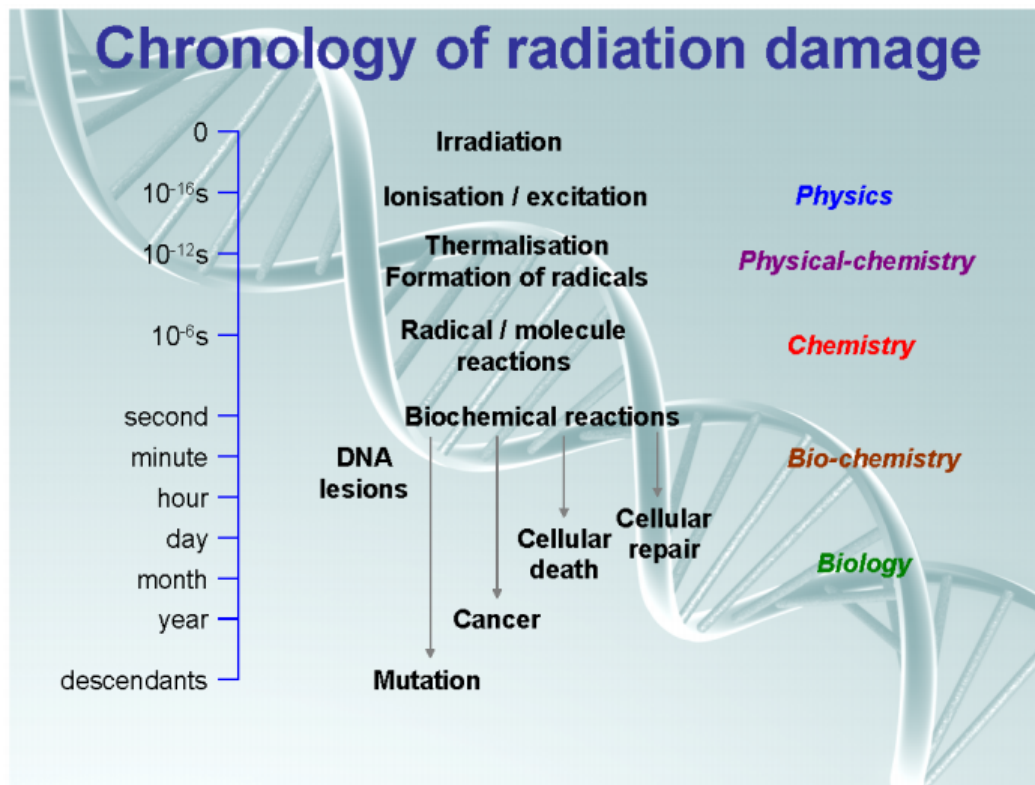 Chronology of radiation damage
0
Irradiation
10⁻¹⁶s
Ionisation / excitation
Physics
10⁻¹²s
Thermalisation
Formation of radicals
Physical-chemistry
10⁻⁶s
Radical / molecule
reactions
Chemistry
second
Biochemical reactions
minute
DNA
lesions
Bio-chemistry
hour
day
Cellular
death
Cellular
repair
Biology
month
year
Cancer
descendants
Mutation